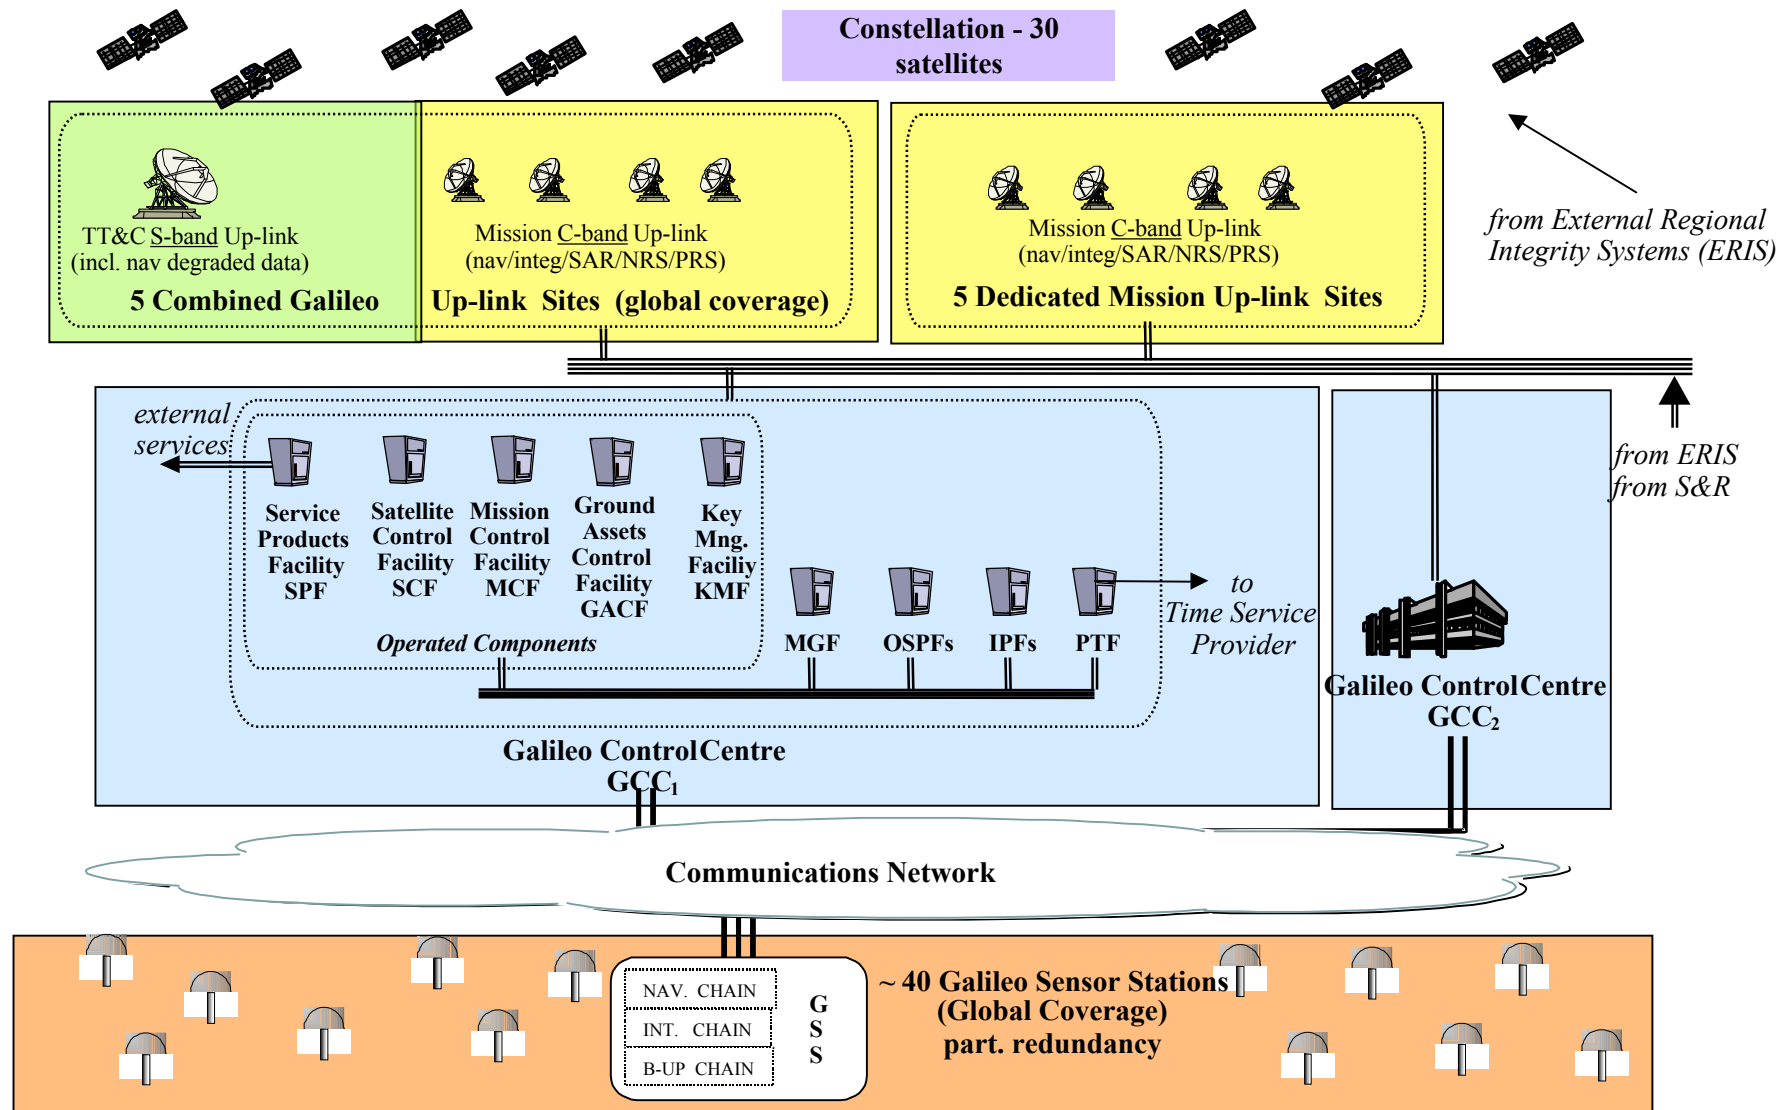 Constellation - 30
satellites
TT&C S-band Up-link
(incl. nav degraded data)
5 Combined Galileo
Mission C-band Up-link
(nav/integ/SAR/NRS/PRS)
Up-link Sites (global coverage)
Mission C-band Up-link
(nav/integ/SAR/NRS/PRS)
5 Dedicated Mission Up-link Sites
from External Regional
Integrity Systems (ERIS)
external
services
Service
Products
Facility
SPF
Satellite
Control
Facility
SCF
Mission
Control
Facility
MCF
Ground
Assets
Control
Facility
GACF
Key
Mng.
Faciliy
KMF
Operated Components
MGF
OSPFs
IPFs
PTF
to
Time Service
Provider
from ERIS
from S&R
Galileo Control Centre
GCC1
Galileo Control Centre
GCC2
Communications Network
NAV. CHAIN
INT. CHAIN
B-UP CHAIN
G
S
S
~ 40 Galileo Sensor Stations
(Global Coverage)
part. redundancy